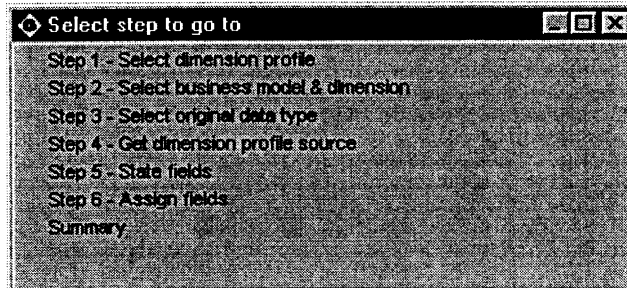 Select step to go to
Step 1 - Select dimension profile
Step 2 - Select business model & dimension
Step 3 - Select original data type
Step 4 - Get dimension profile source
Step 5 - State fields
Step 6 - Assign fields
Summary